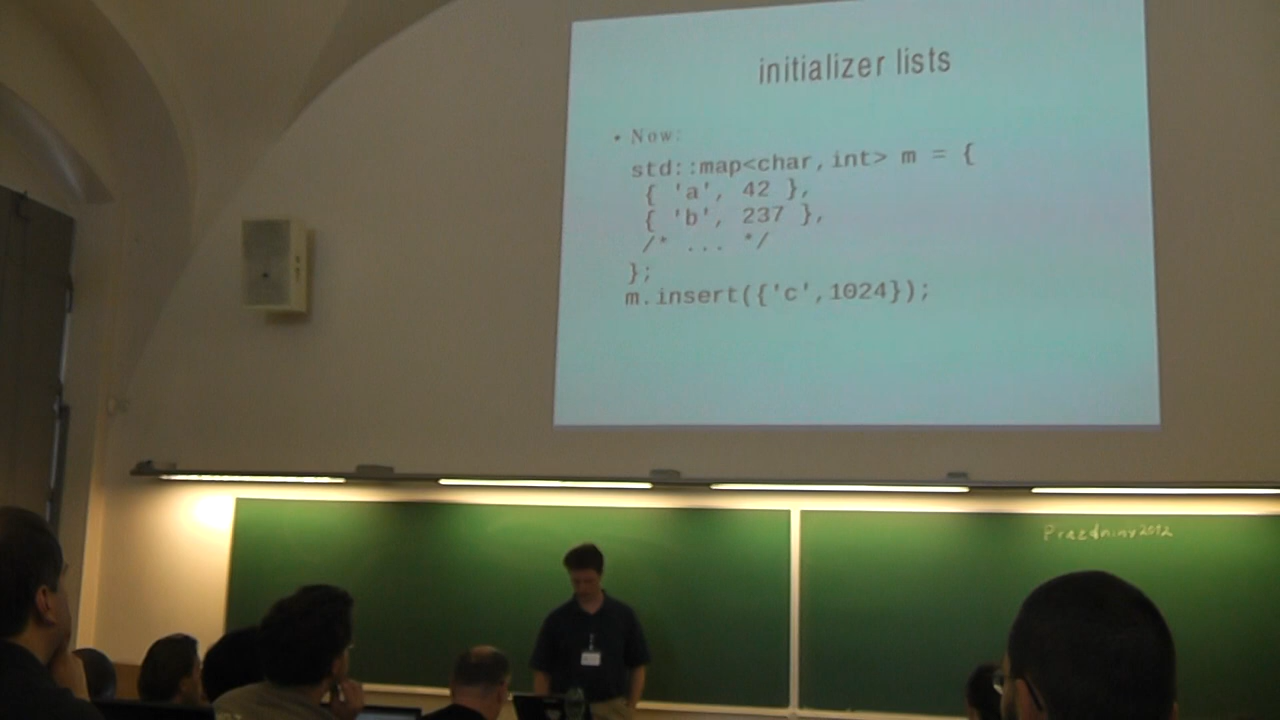 initializer lists
• Now:
std::map<char,int> m = {
{ 'a', 42 },
{ 'b', 237 },
/* ... */
};
m.insert({'c',1024});
Prazdniny2012